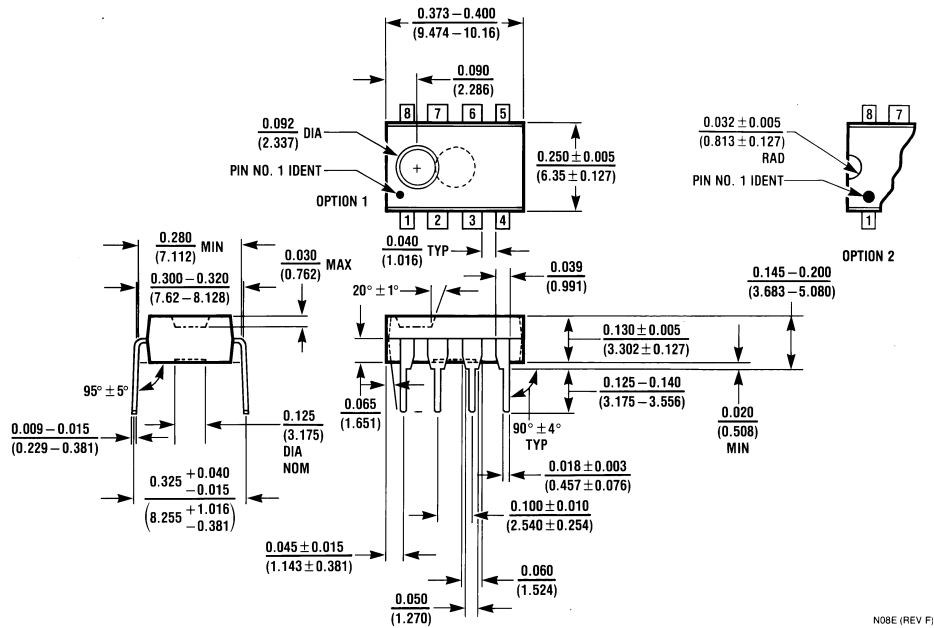 0.373 – 0.400
(9.474 – 10.16)
0.090
(2.286)
8 7 6 5
0.092 DIA
(2.337)
PIN NO. 1 IDENT
OPTION 1
1 2 3 4
0.250 ± 0.005
(6.35 ± 0.127)
8 7
0.032 ± 0.005
(0.813 ± 0.127)
RAD
PIN NO. 1 IDENT
1
OPTION 2
0.280 MIN
(7.112)
0.300 – 0.320
(7.62 – 8.128)
0.030 MAX
(0.762)
0.040 TYP
(1.016)
0.039
(0.991)
20° ± 1°
0.145 – 0.200
(3.683 – 5.080)
0.130 ± 0.005
(3.302 ± 0.127)
0.125 – 0.140
(3.175 – 3.556)
0.020
(0.508)
MIN
95° ± 5°
0.009 – 0.015
(0.229 – 0.381)
0.125
(3.175)
DIA
NOM
0.065
(1.651)
90° ± 4°
TYP
0.325 +0.040
−0.015
(8.255 +1.016
−0.381)
0.018 ± 0.003
(0.457 ± 0.076)
0.100 ± 0.010
(2.540 ± 0.254)
0.045 ± 0.015
(1.143 ± 0.381)
0.060
(1.524)
0.050
(1.270)
N08E (REV F)